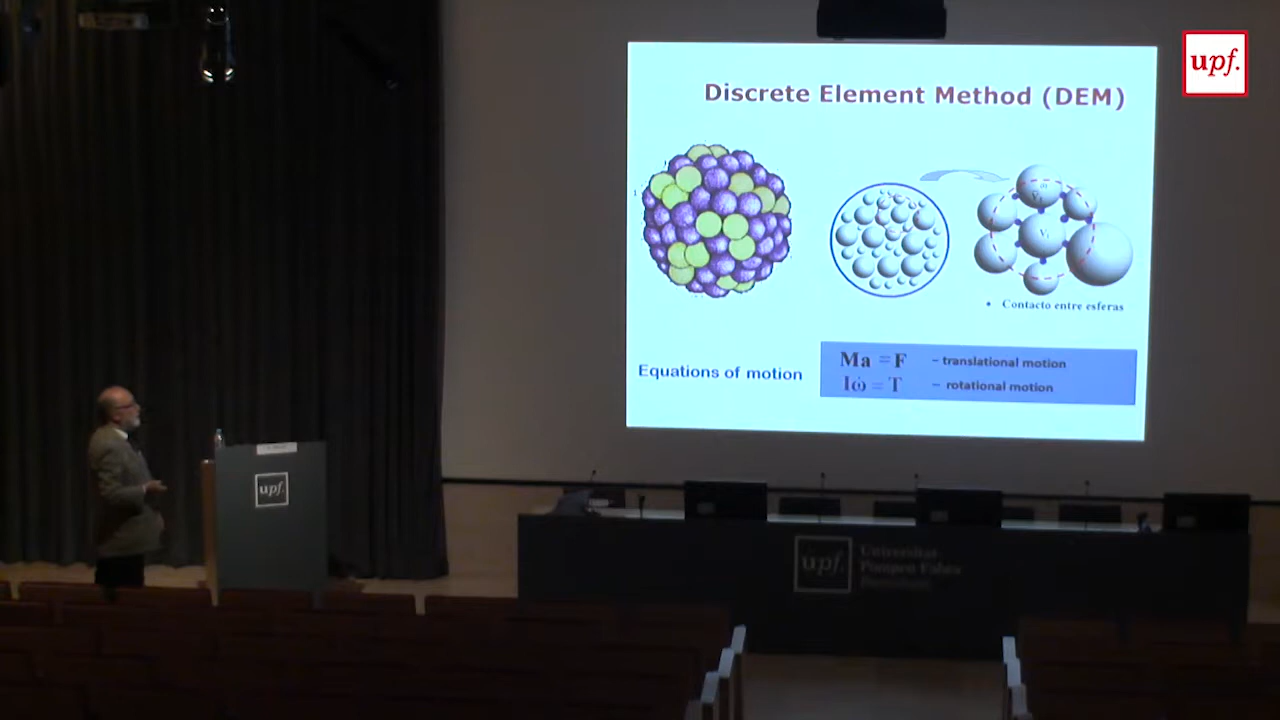 upf.
Discrete Element Method (DEM)
• Contacto entre esferas
Equations of motion
Ma = F – translational motion
Iω̇ = T – rotational motion
upf.
upf.
Universitat
Pompeu Fabra
Barcelona